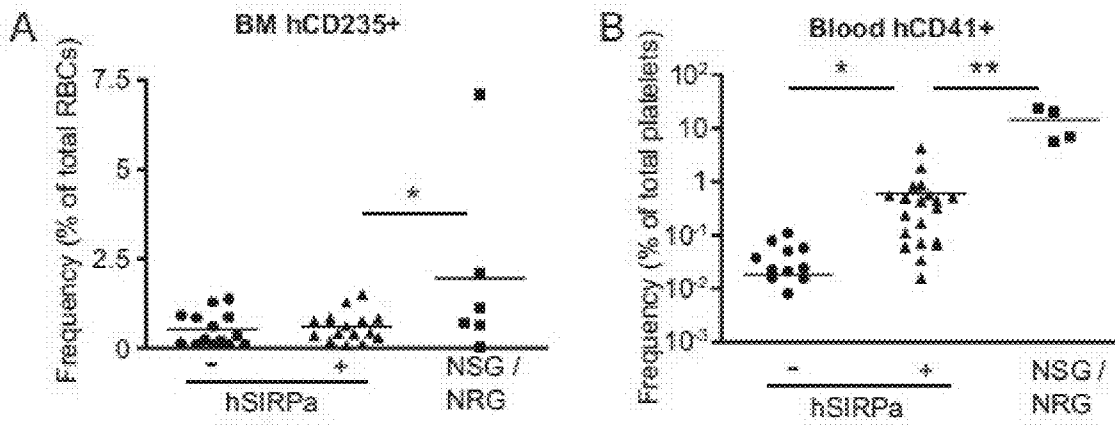 A
BM hCD235+
Frequency (% of total RBCs)
7.5
5
2.5
0
*
-
+
NSG /
NRG
hSIRPa
B
Blood hCD41+
Frequency (% of total platelets)
10²
10
1
10⁻¹
10⁻²
10⁻³
*
**
-
+
NSG /
NRG
hSIRPa